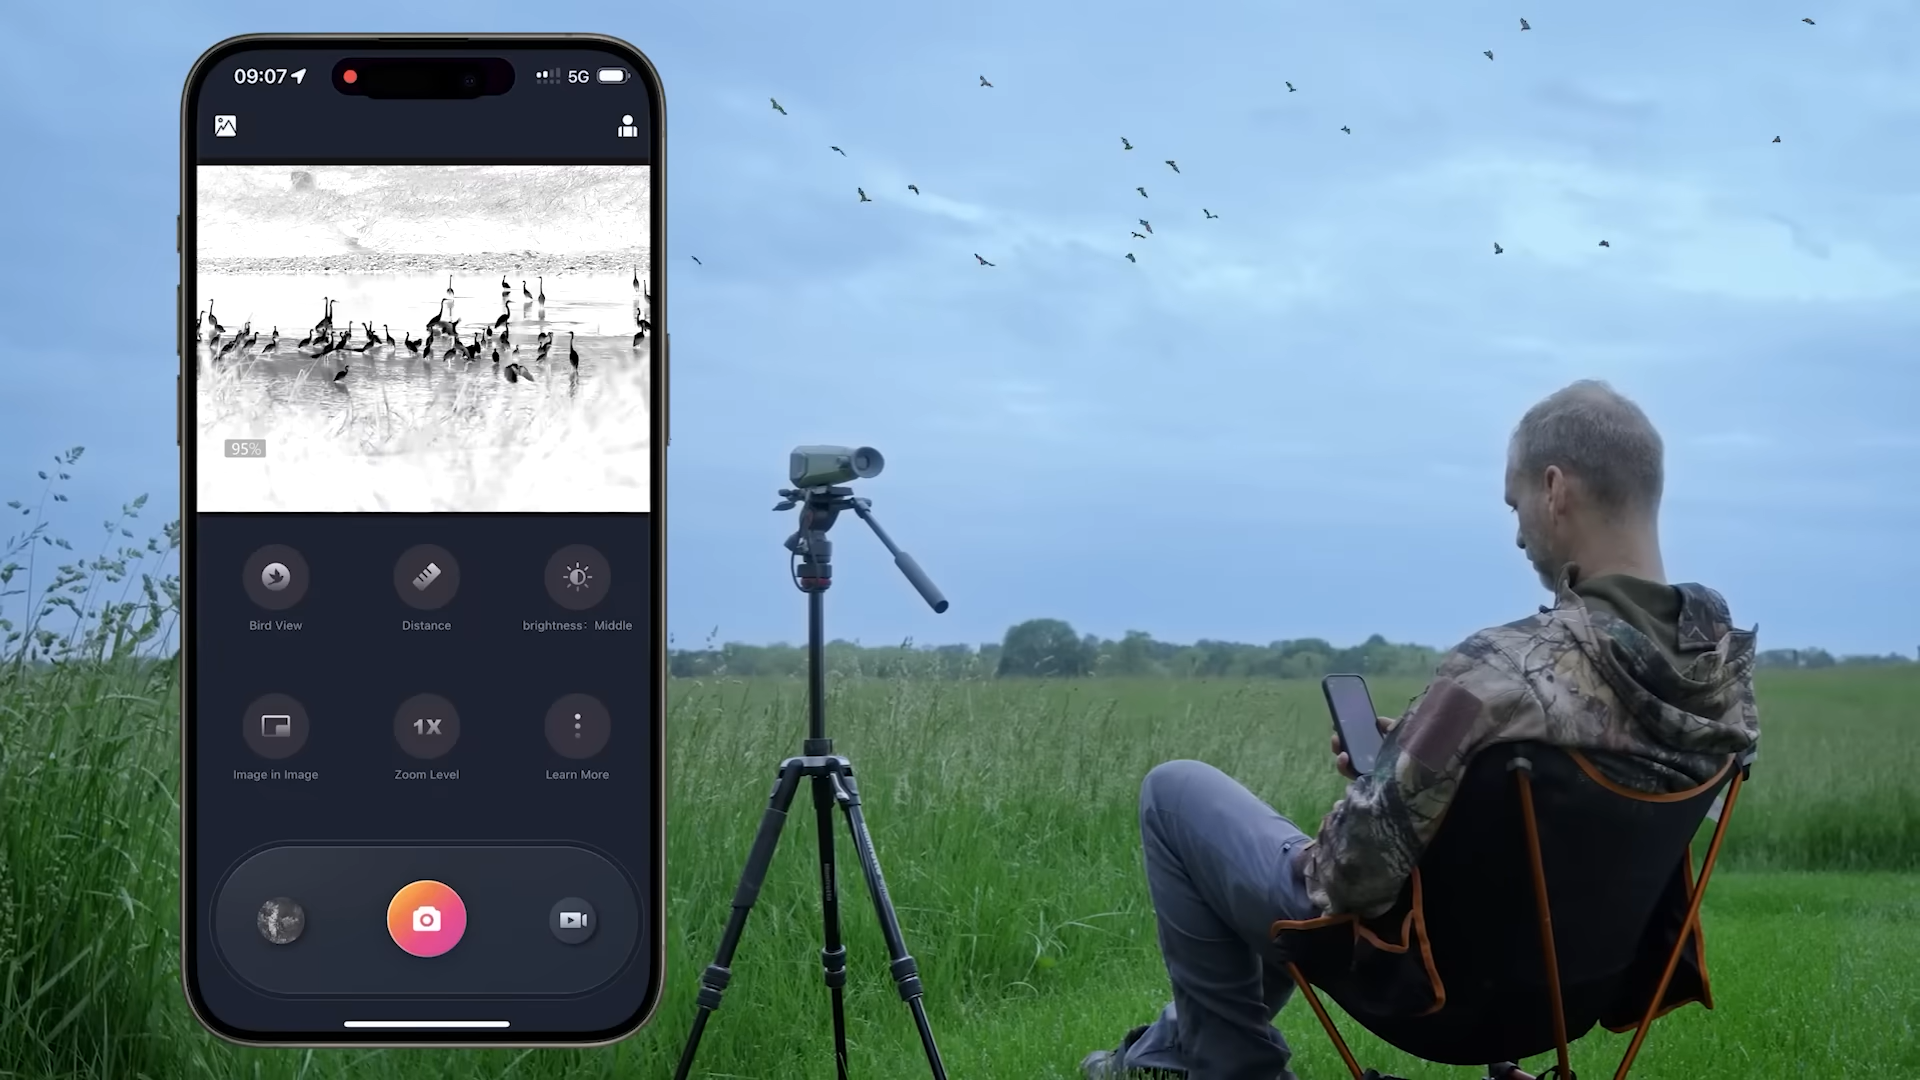 09:07
5G
95%
Bird View
Distance
brightness: Middle
1X
Image in Image
Zoom Level
Learn More